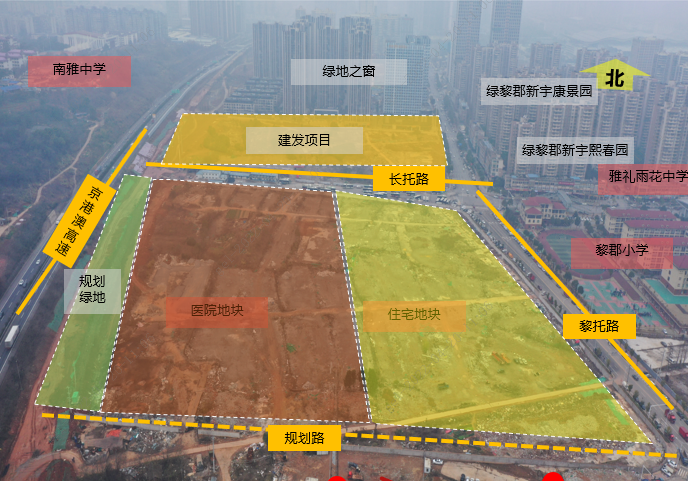 南雅中学
绿地之窗
北
绿黎郡新宇康景园
建发项目
绿黎郡新宇熙春园
长托路
雅礼雨花中学
京港澳高速
黎郡小学
规划
绿地
医院地块
住宅地块
黎托路
规划路